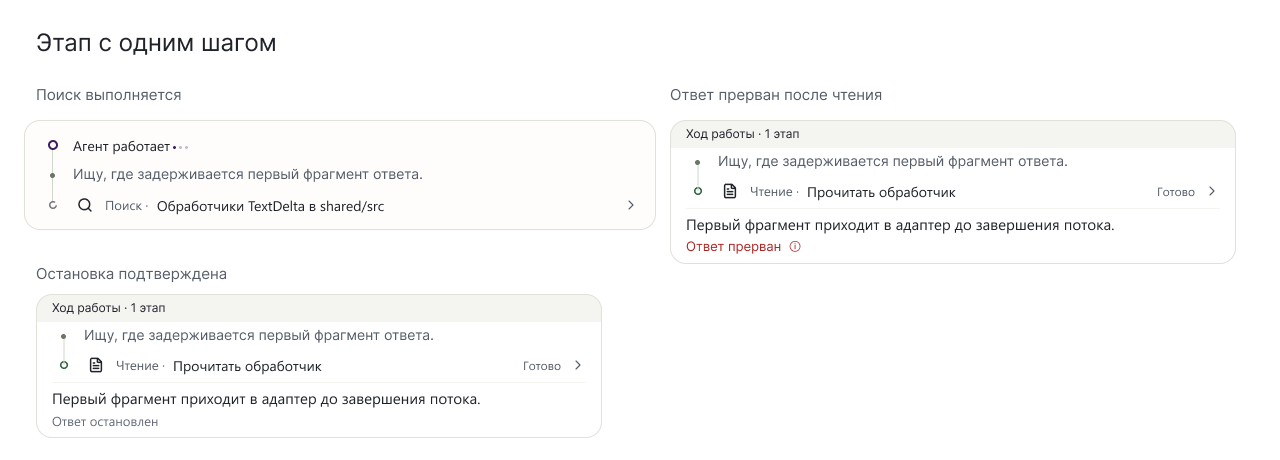 Этап с одним шагом
Поиск выполняется
Агент работает
Ищу, где задерживается первый фрагмент ответа.
Поиск · Обработчики TextDelta в shared/src
Ответ прерван после чтения
Ход работы · 1 этап
Ищу, где задерживается первый фрагмент ответа.
Чтение · Прочитать обработчик Готово
Первый фрагмент приходит в адаптер до завершения потока.
Ответ прерван
Остановка подтверждена
Ход работы · 1 этап
Ищу, где задерживается первый фрагмент ответа.
Чтение · Прочитать обработчик Готово
Первый фрагмент приходит в адаптер до завершения потока.
Ответ остановлен